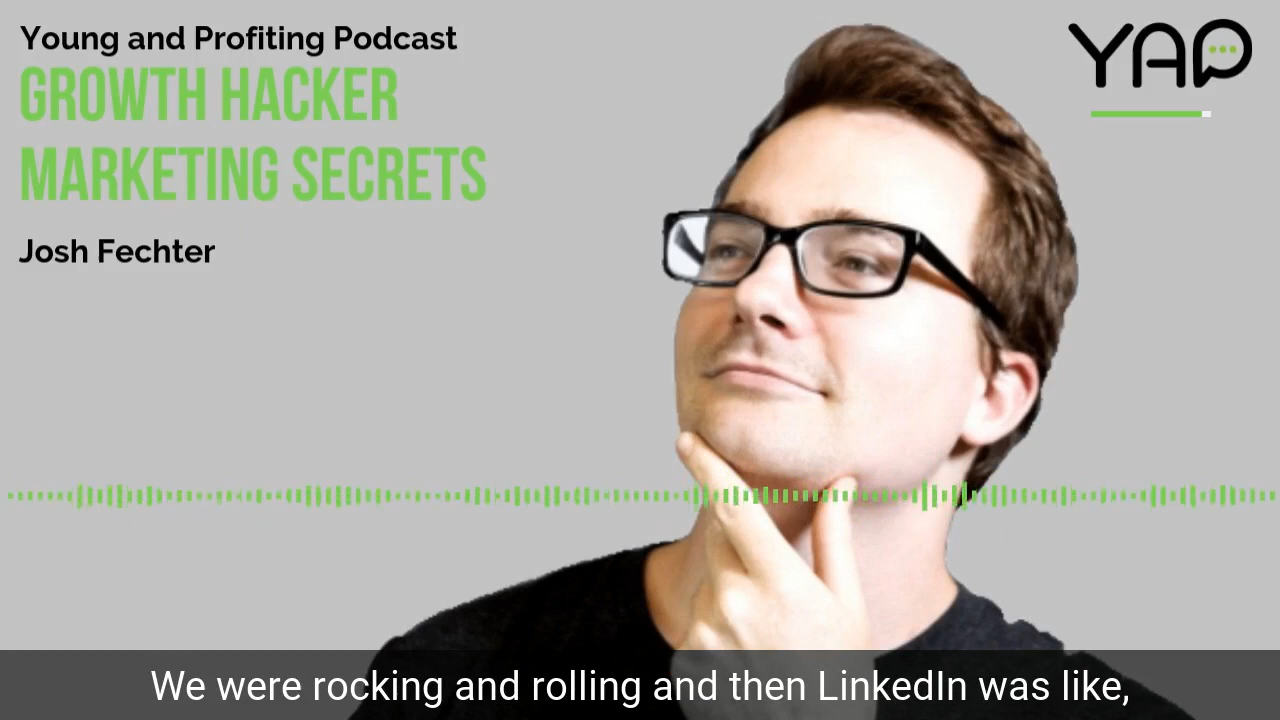 Young and Profiting Podcast
YAP
GROWTH HACKER
MARKETING SECRETS
Josh Fechter
We were rocking and rolling and then LinkedIn was like,